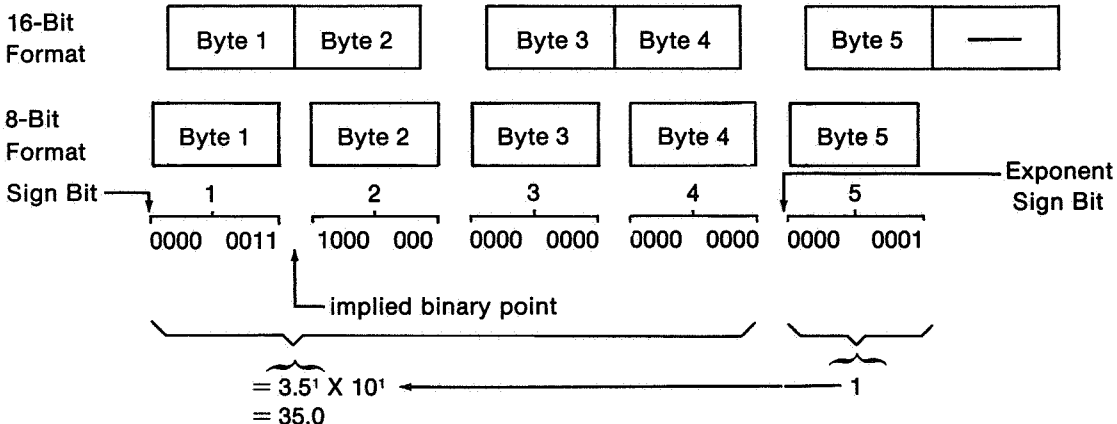 16-Bit
Format
Byte 1 Byte 2 Byte 3 Byte 4 Byte 5 —
8-Bit
Format
Byte 1 Byte 2 Byte 3 Byte 4 Byte 5
Sign Bit 1 2 3 4 5 Exponent
Sign Bit
0000 0011 1000 000 0000 0000 0000 0000 0000 0001
implied binary point
= 3.5¹ X 10¹ 1
= 35.0